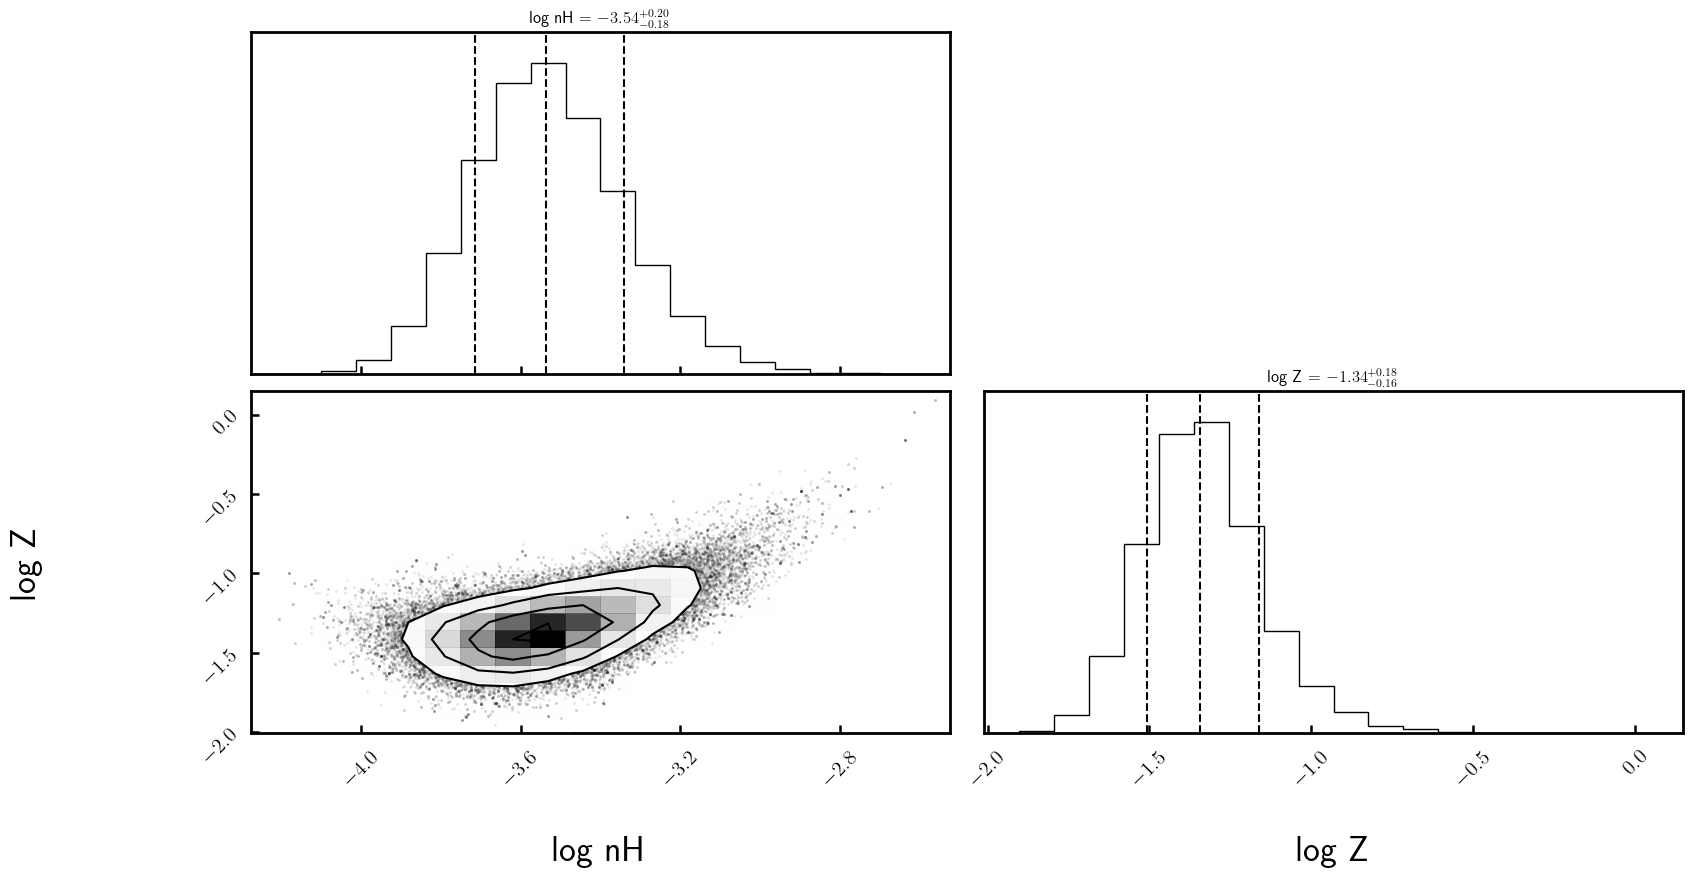 log nH = −3.54^{+0.20}_{−0.18}
log Z = −1.34^{+0.18}_{−0.16}
0.0
−0.5
−1.0
−1.5
−2.0
log Z
−4.0 −3.6 −3.2 −2.8
−2.0 −1.5 −1.0 −0.5 0.0
log nH
log Z